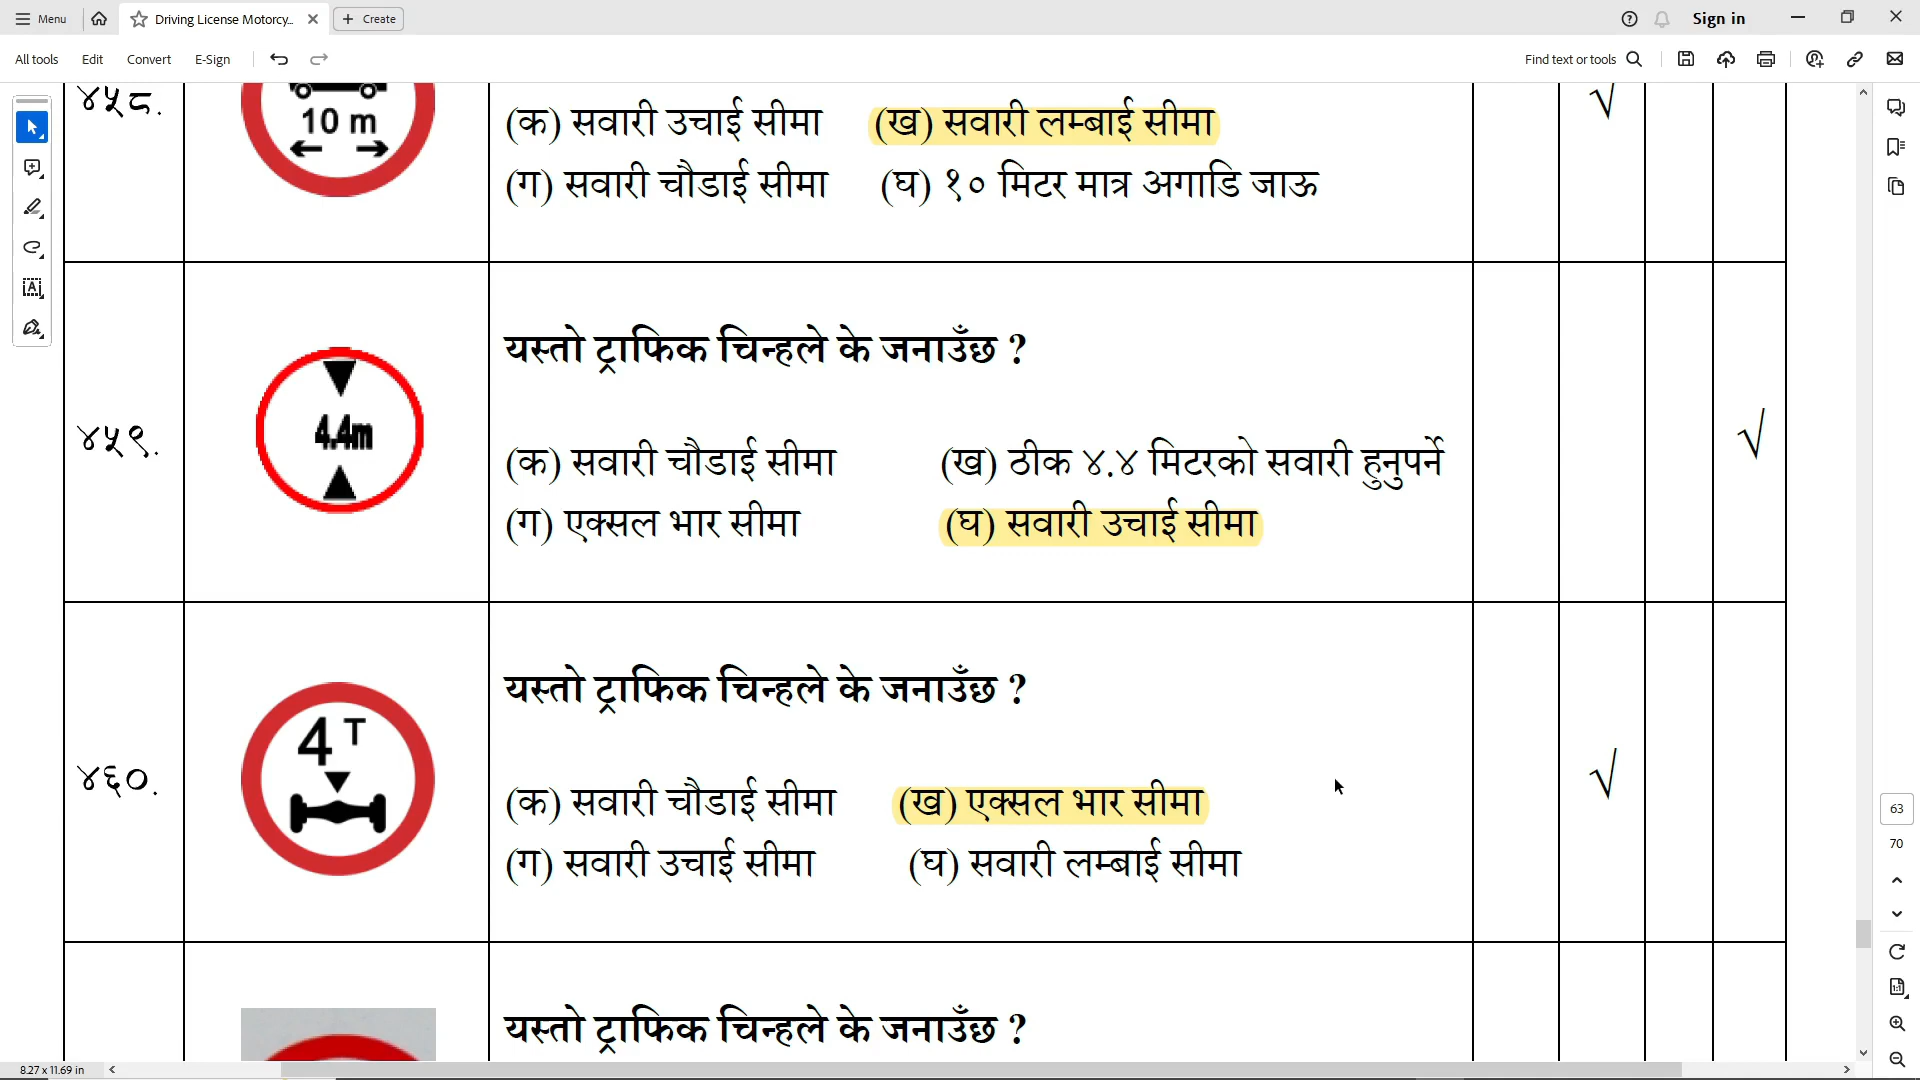 Menu
Driving License Motorcy...
Create
Sign in
All tools
Edit
Convert
E-Sign
Find text or tools
४५८.
10 m
(क) सवारी उचाई सीमा (ख) सवारी लम्बाई सीमा
(ग) सवारी चौडाई सीमा (घ) १० मिटर मात्र अगाडि जाऊ
४५९.
4.4m
यस्तो ट्राफिक चिन्हले के जनाउँछ ?
(क) सवारी चौडाई सीमा (ख) ठीक ४.४ मिटरको सवारी हुनुपर्ने
(ग) एक्सल भार सीमा (घ) सवारी उचाई सीमा
४६०.
4 T
यस्तो ट्राफिक चिन्हले के जनाउँछ ?
(क) सवारी चौडाई सीमा (ख) एक्सल भार सीमा
(ग) सवारी उचाई सीमा (घ) सवारी लम्बाई सीमा
यस्तो ट्राफिक चिन्हले के जनाउँछ ?
63
70
8.27 x 11.69 in